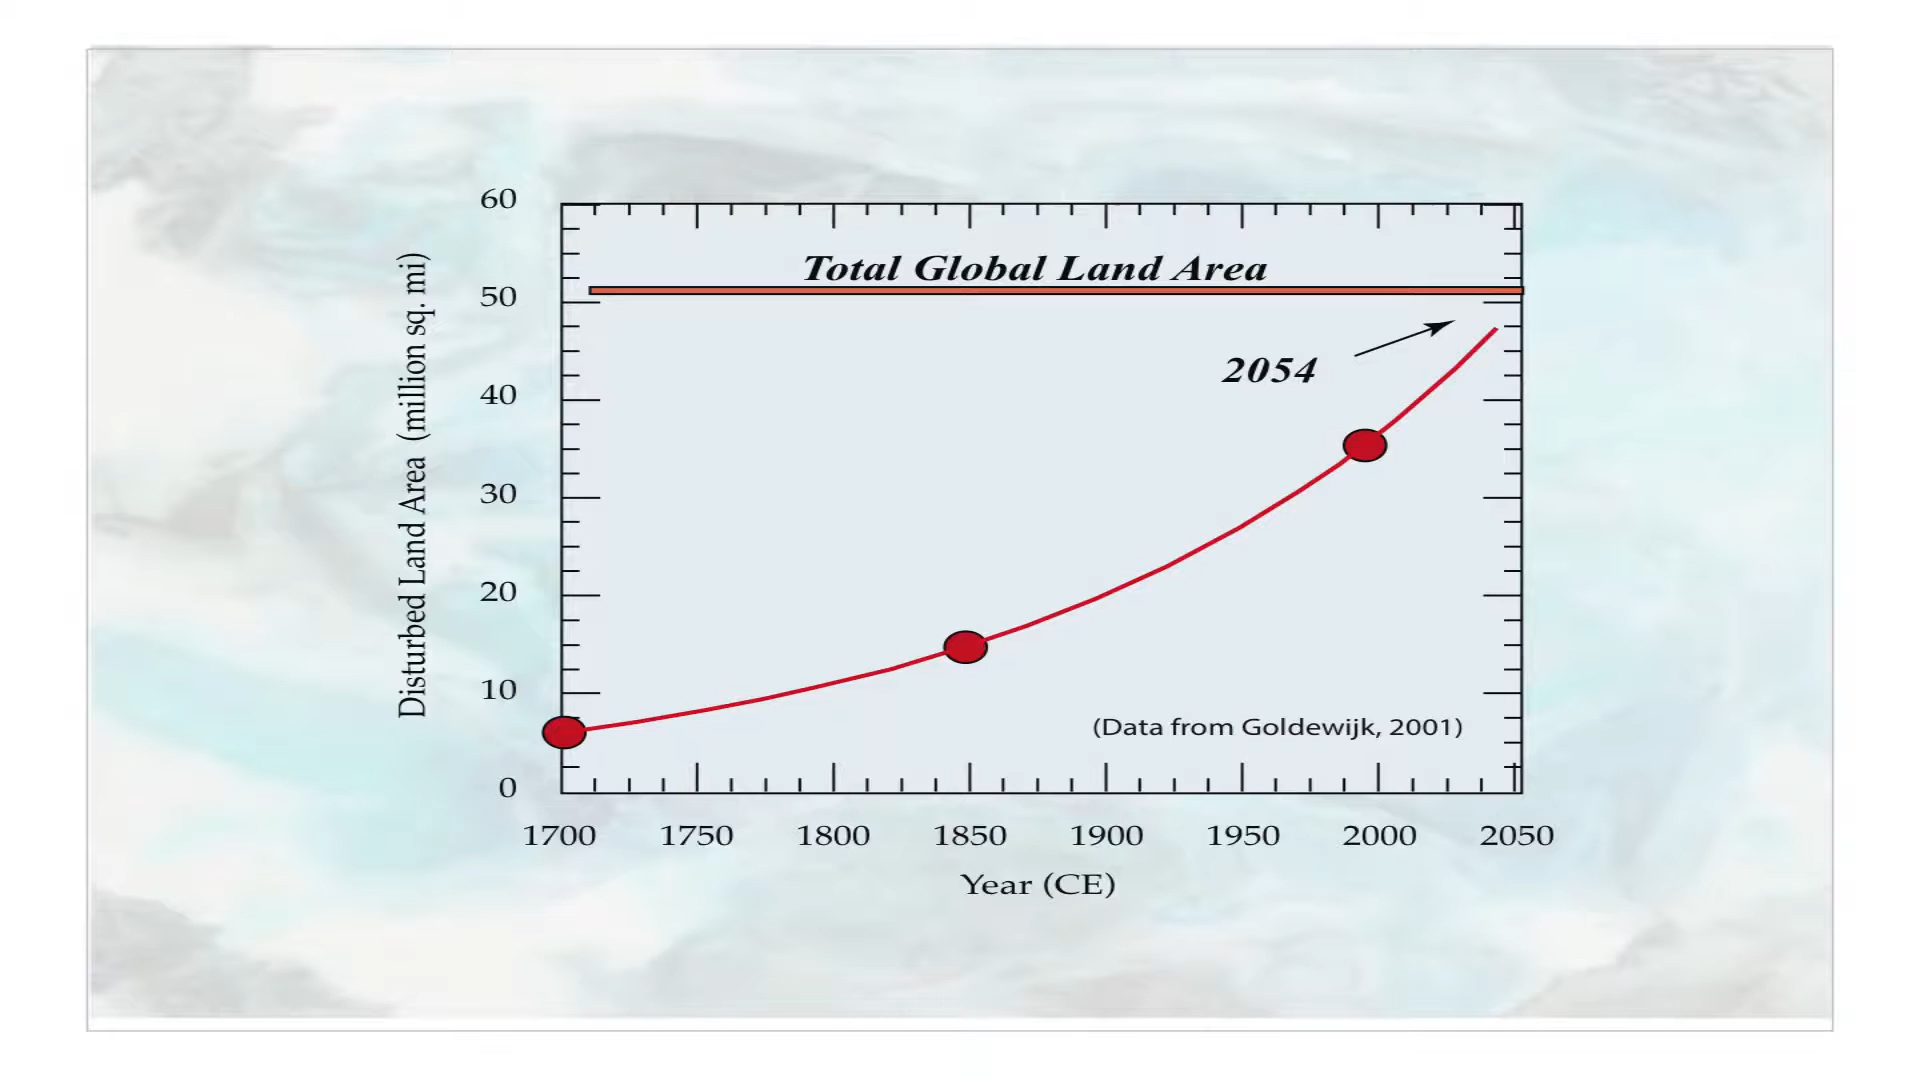 60
Total Global Land Area
50
2054
40
30
20
10
0
Disturbed Land Area (million sq. mi)
(Data from Goldewijk, 2001)
1700 1750 1800 1850 1900 1950 2000 2050
Year (CE)